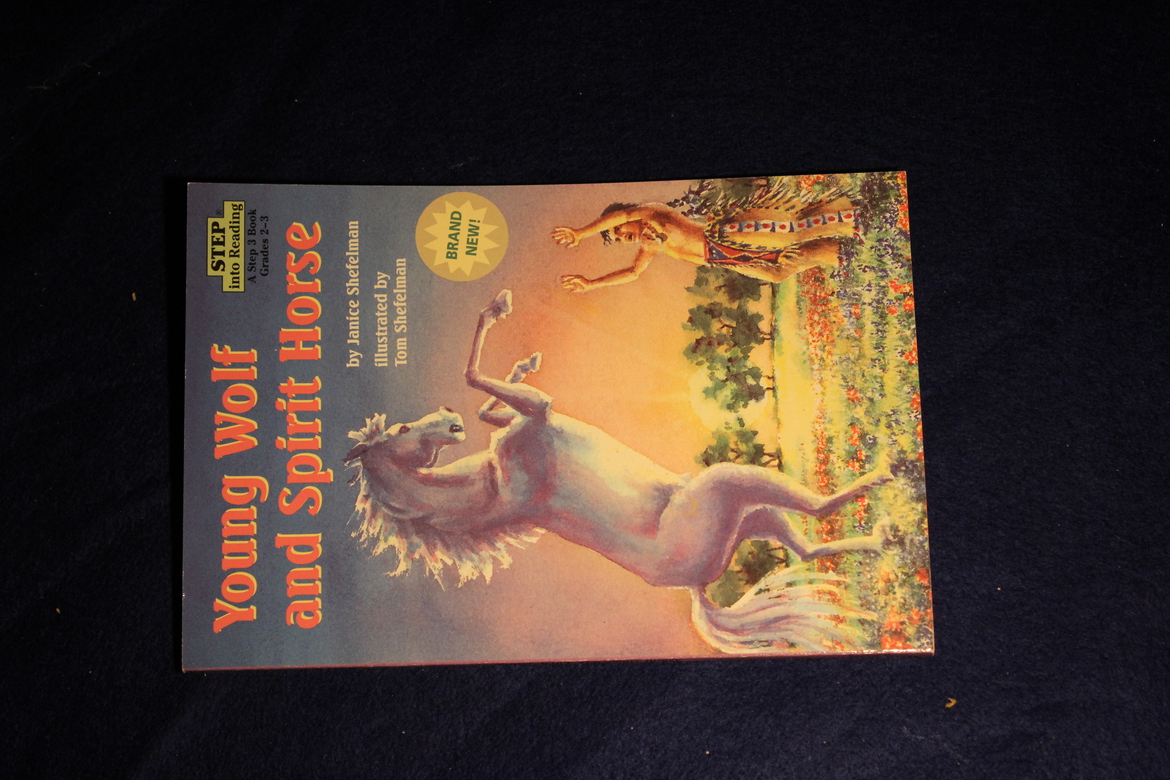 STEP
into Reading®
A Step 3 Book
Grades 2–3
Young Wolf
and Spirit Horse
by Janice Shefelman
illustrated by
Tom Shefelman
BRAND
NEW!